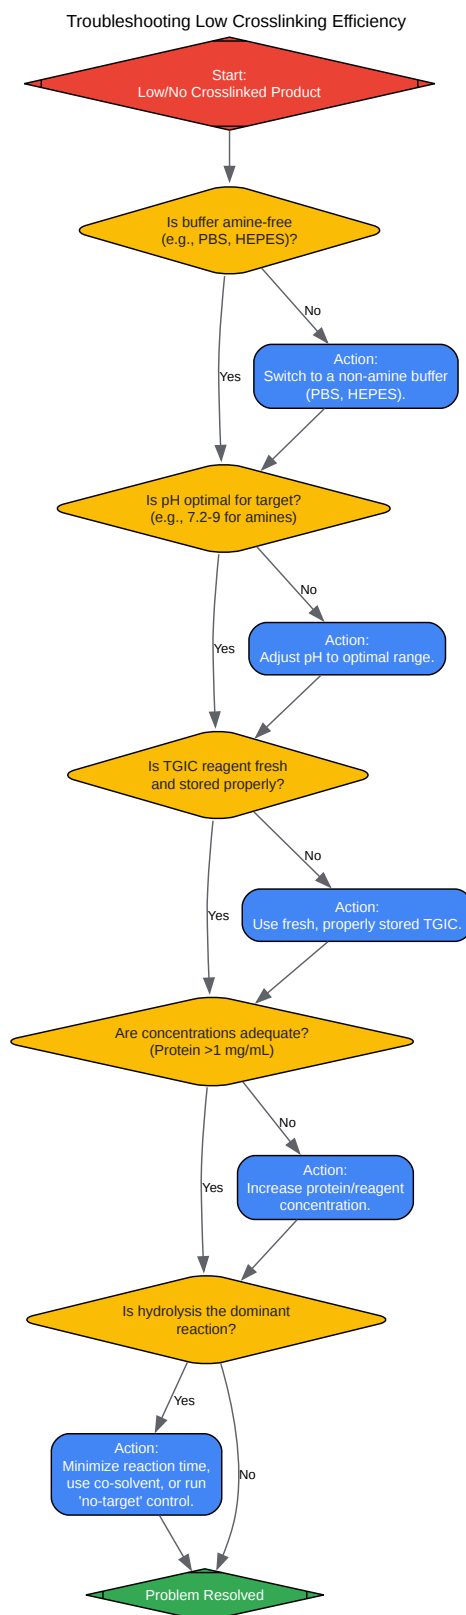 Troubleshooting Low Crosslinking Efficiency
Start:
Low/No Crosslinked Product
Is buffer amine-free
(e.g., PBS, HEPES)?
No
Yes
Action:
Switch to a non-amine buffer
(PBS, HEPES).
Is pH optimal for target?
(e.g., 7.2-9 for amines)
No
Yes
Action:
Adjust pH to optimal range.
Is TGIC reagent fresh
and stored properly?
No
Yes
Action:
Use fresh, properly stored TGIC.
Are concentrations adequate?
(Protein >1 mg/mL)
No
Yes
Action:
Increase protein/reagent
concentration.
Is hydrolysis the dominant
reaction?
Yes
No
Action:
Minimize reaction time,
use co-solvent, or run
'no-target' control.
Problem Resolved